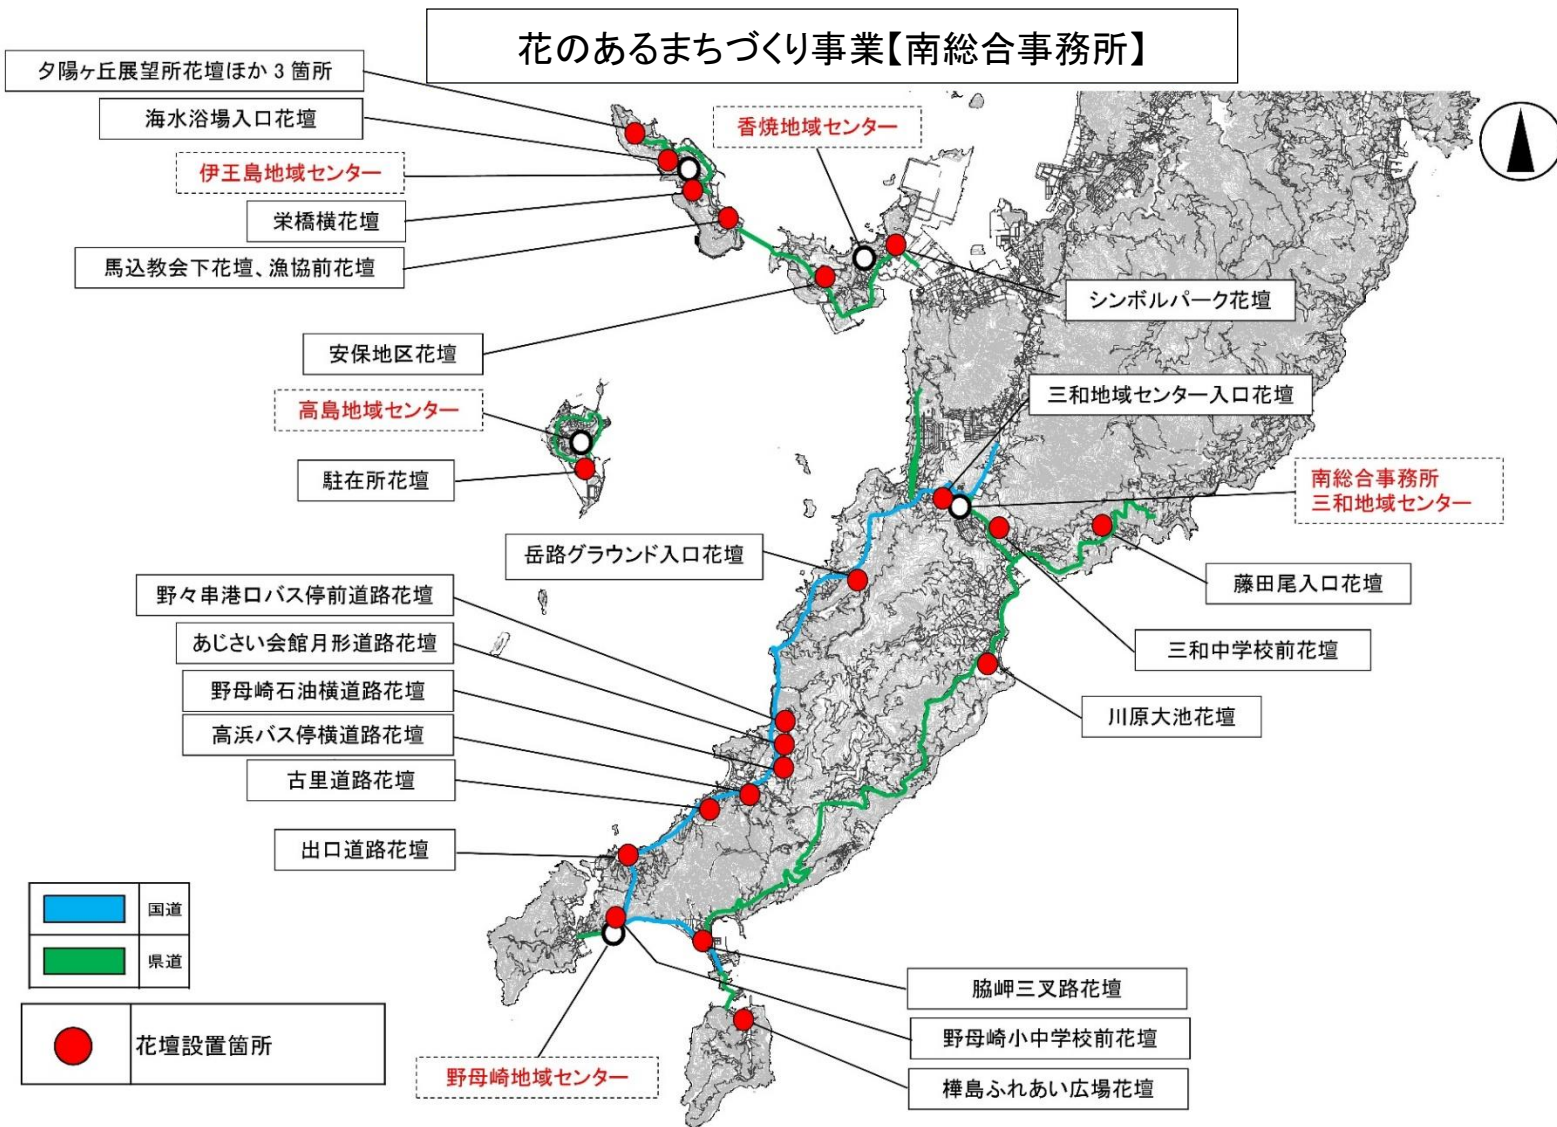 花のあるまちづくり事業【南総合事務所】
夕陽ヶ丘展望所花壇ほか3箇所
海水浴場入口花壇
伊王島地域センター
栄橋横花壇
馬込教会下花壇、漁協前花壇
香焼地域センター
シンボルパーク花壇
安保地区花壇
高島地域センター
駐在所花壇
三和地域センター入口花壇
南総合事務所
三和地域センター
岳路グラウンド入口花壇
藤田尾入口花壇
野々串港口バス停前道路花壇
あじさい会館月形道路花壇
三和中学校前花壇
野母崎石油横道路花壇
川原大池花壇
高浜バス停横道路花壇
古里道路花壇
出口道路花壇
国道
県道
花壇設置箇所
脇岬三叉路花壇
野母崎小中学校前花壇
野母崎地域センター
樺島ふれあい広場花壇